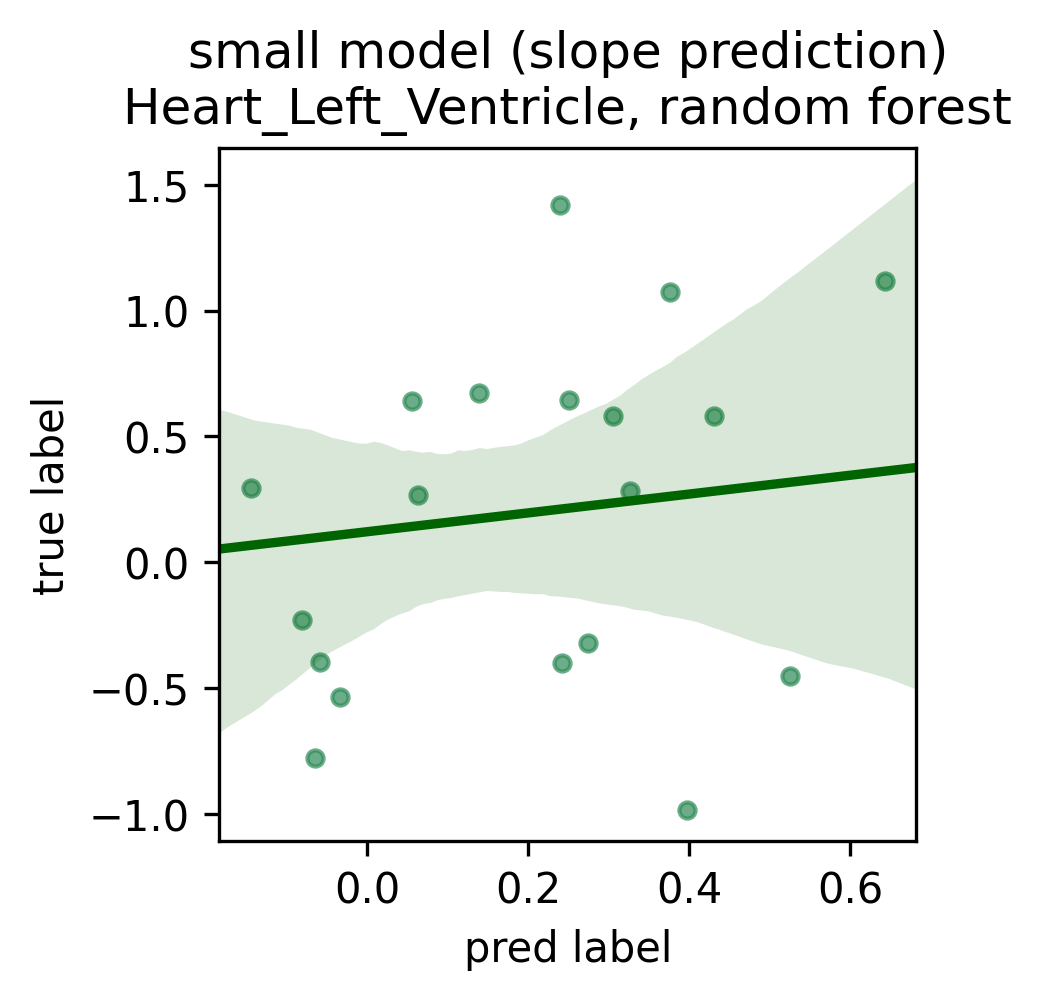 small model (slope prediction)
Heart_Left_Ventricle, random forest
1.5
1.0
0.5
0.0
−0.5
−1.0
true label
0.0 0.2 0.4 0.6
pred label